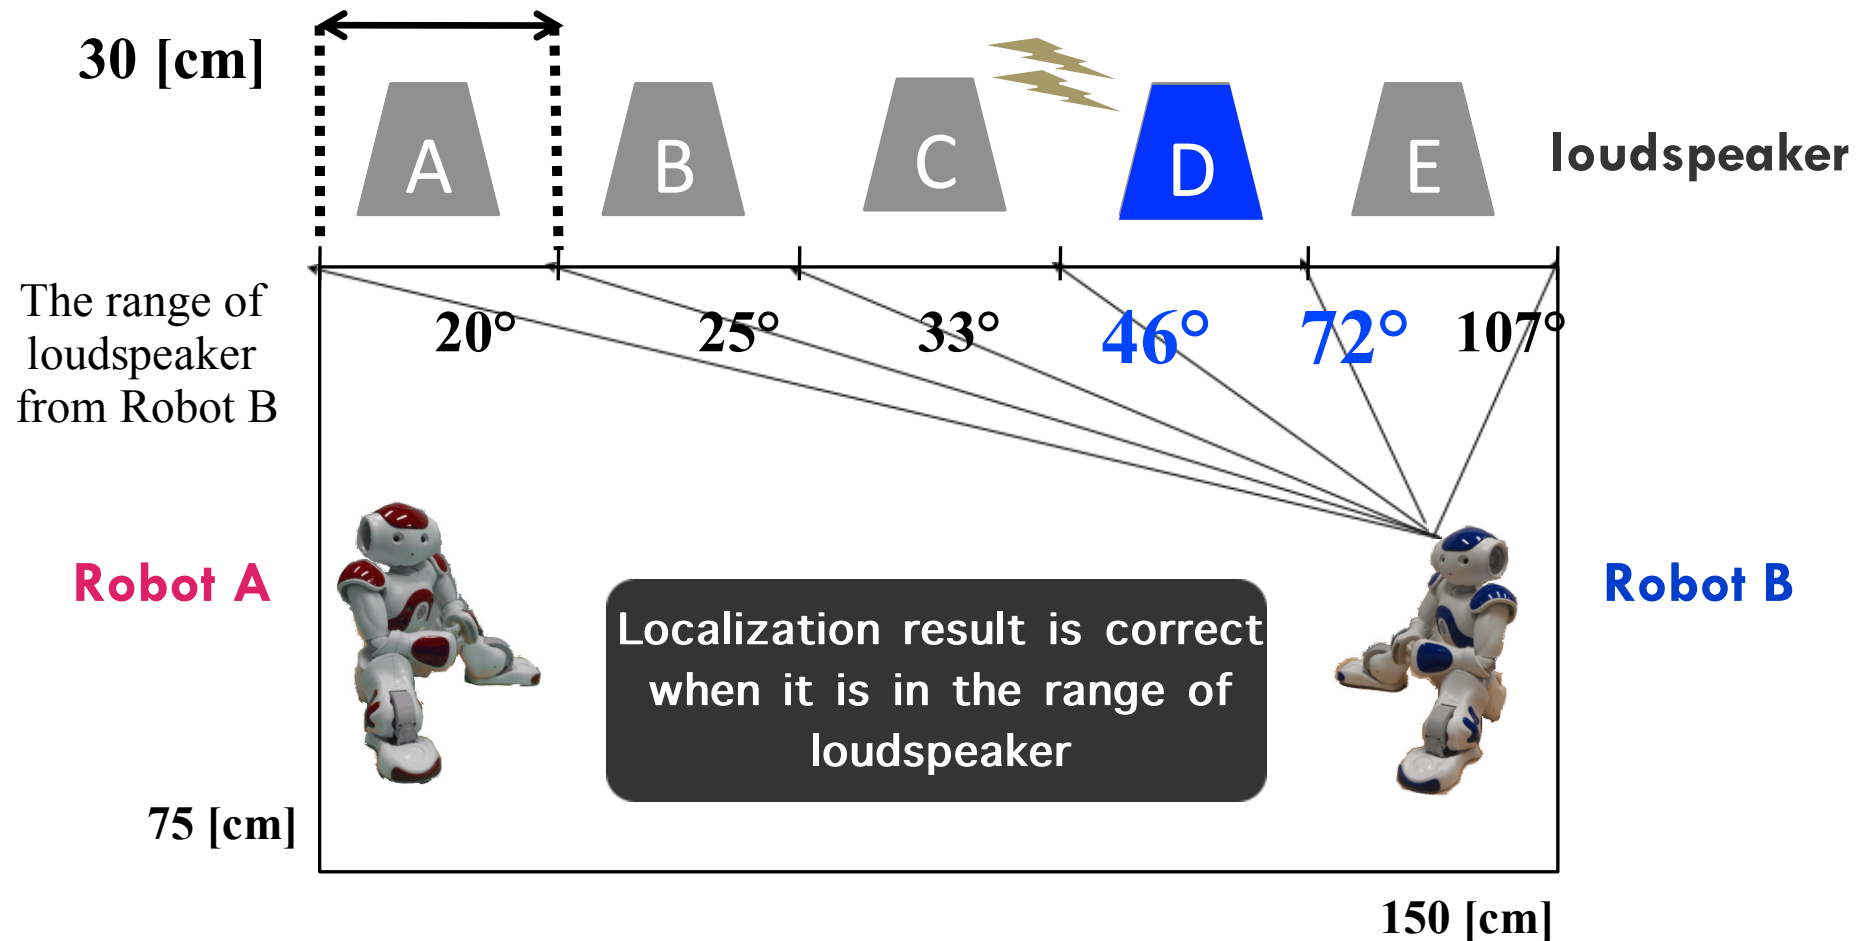 30 [cm]
A B C D E
loudspeaker
The range of
loudspeaker
from Robot B
20° 25° 33° 46° 72° 107°
Robot A
Robot B
Localization result is correct
when it is in the range of
loudspeaker
75 [cm]
150 [cm]